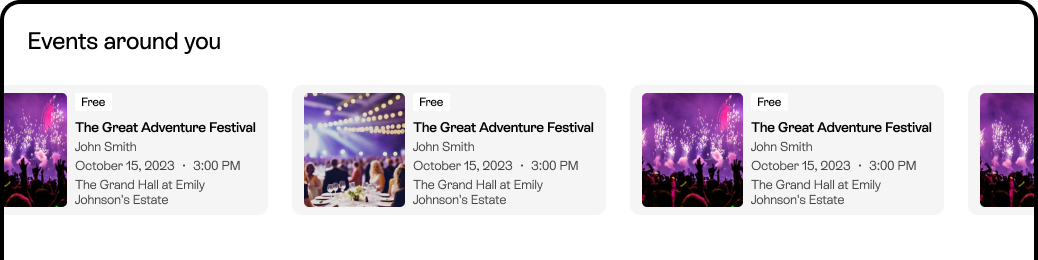 Events around you
Free
The Great Adventure Festival
John Smith
October 15, 2023 · 3:00 PM
The Grand Hall at Emily
Johnson's Estate
Free
The Great Adventure Festival
John Smith
October 15, 2023 · 3:00 PM
The Grand Hall at Emily
Johnson's Estate
Free
The Great Adventure Festival
John Smith
October 15, 2023 · 3:00 PM
The Grand Hall at Emily
Johnson's Estate